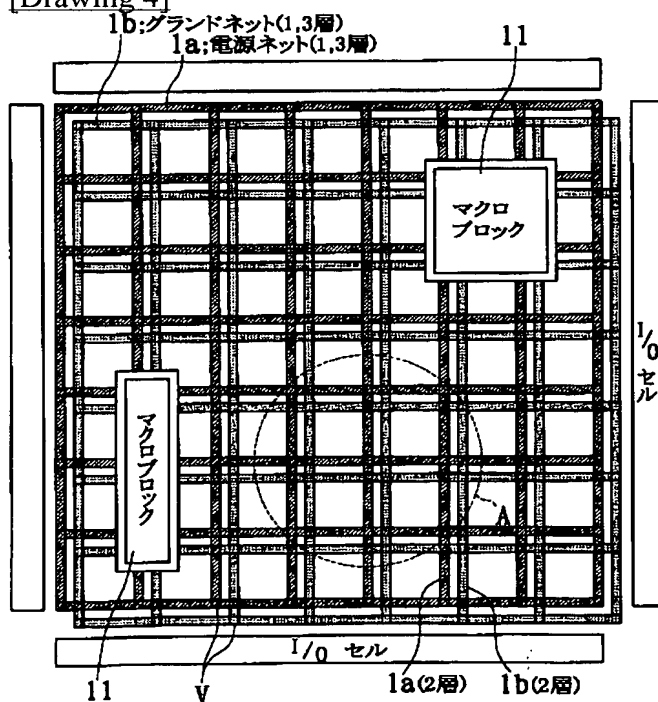 [Drawing 4]
1b;グランドネット(1,3層)
1a;電源ネット(1,3層)
11
マクロ
ブロック
I/O セル
マクロブロック
A
I/O セル
11
V
1a(2層)
1b(2層)